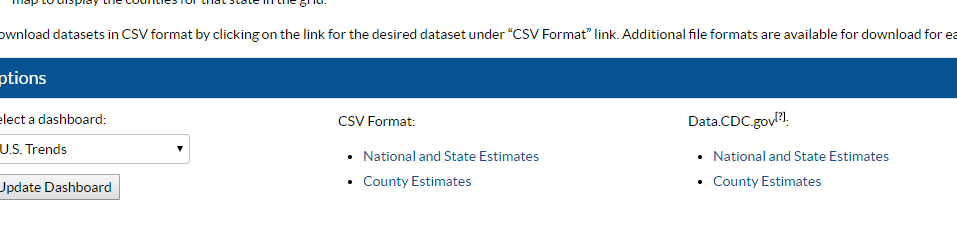 map to display the counties for that state in the grid.
ownload datasets in CSV format by clicking on the link for the desired dataset under “CSV Format” link. Additional file formats are available for download for ea
ptions
elect a dashboard:
U.S. Trends
Update Dashboard
CSV Format:
National and State Estimates
County Estimates
Data.CDC.gov[?]:
National and State Estimates
County Estimates